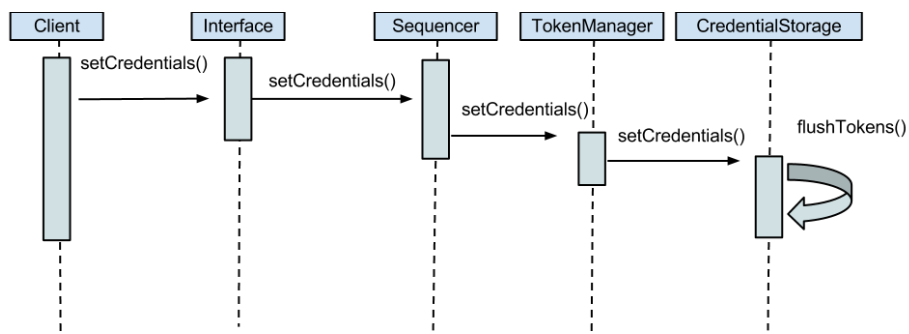 Client
Interface
Sequencer
TokenManager
CredentialStorage
setCredentials()
setCredentials()
setCredentials()
setCredentials()
flushTokens()